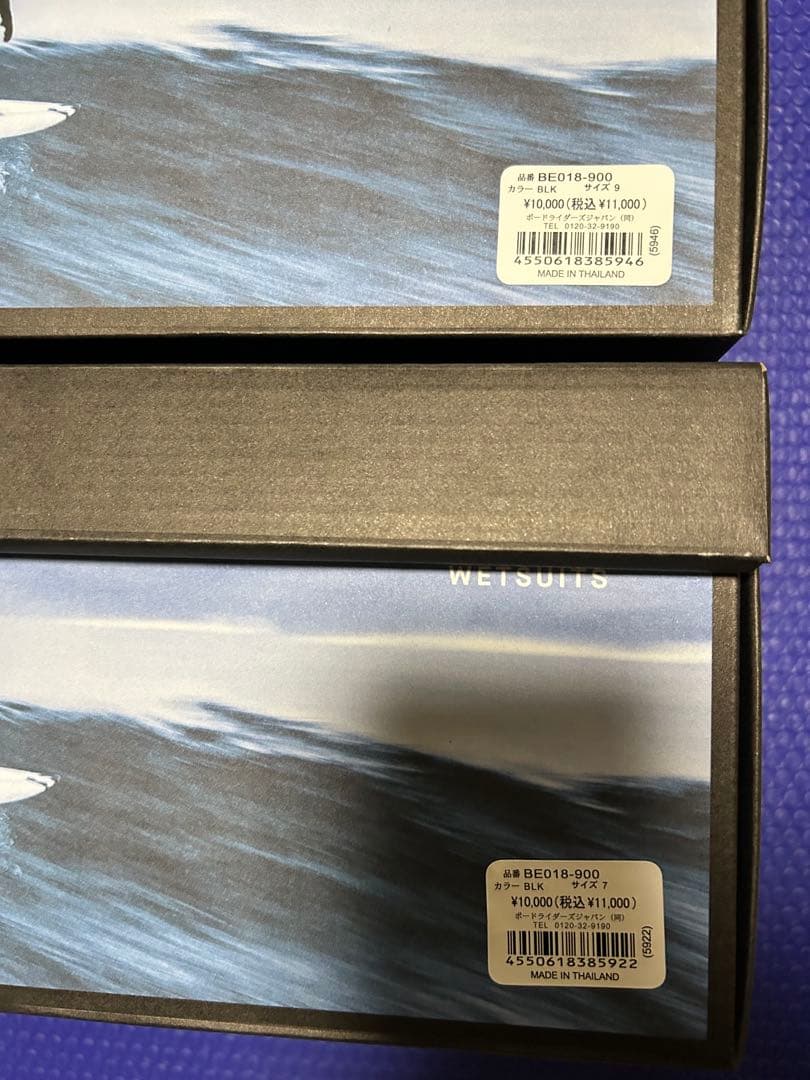 品番 BE018-900
カラー BLK サイズ 9
¥10,000(税込¥11,000)
ボードライダーズジャパン(同)
TEL 0120-32-9190
4550618385946
(5946)
MADE IN THAILAND
WETSUITS
品番 BE018-900
カラー BLK サイズ 7
¥10,000(税込¥11,000)
ボードライダーズジャパン(同)
TEL 0120-32-9190
4550618385922
(5922)
MADE IN THAILAND